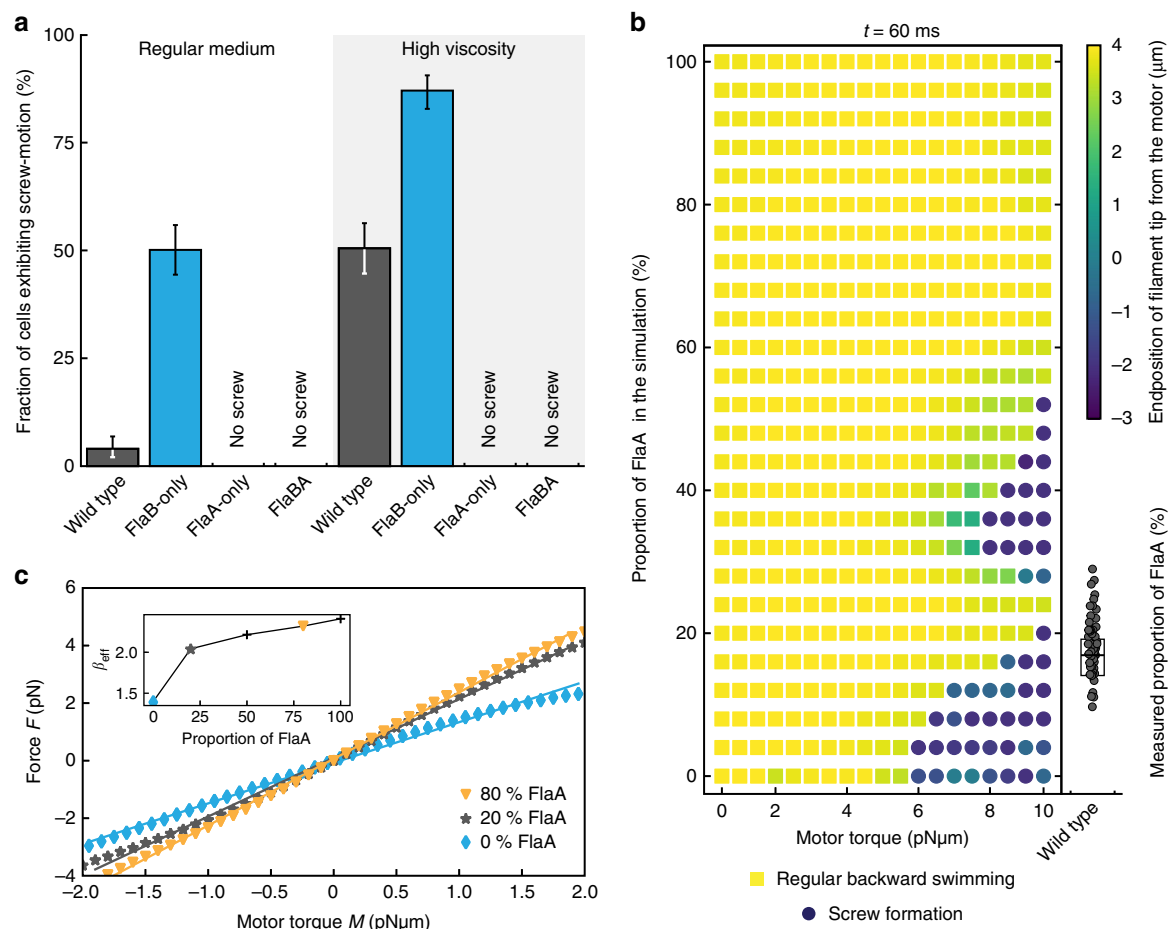 a
Regular medium
High viscosity
Fraction of cells exhibiting screw-motion (%)
100
75
50
25
0
No screw
No screw
No screw
No screw
Wild type
FlaB-only
FlaA-only
FlaBA
Wild type
FlaB-only
FlaA-only
FlaBA
b
t = 60 ms
Proportion of FlaA in the simulation (%)
100
80
60
40
20
0
0
2
4
6
8
10
Motor torque (pNμm)
Wild type
Regular backward swimming
Screw formation
4
3
2
1
0
−1
−2
−3
Endposition of filament tip from the motor (μm)
Measured proportion of FlaA (%)
c
Force F (pN)
6
4
2
0
−2
−4
−2.0
−1.5
−1.0
−0.5
0
0.5
1.0
1.5
2.0
Motor torque M (pNμm)
βeff
2.0
1.5
0
25
50
75
100
Proportion of FlaA
80 % FlaA
20 % FlaA
0 % FlaA